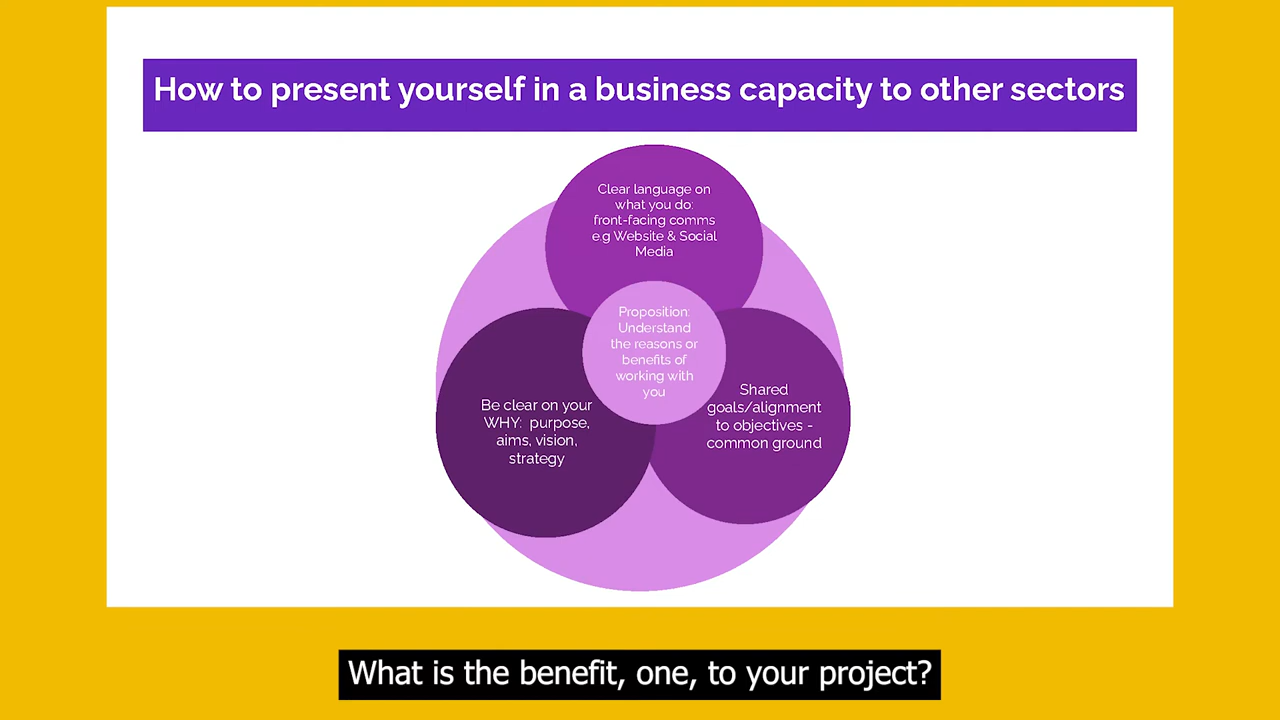 How to present yourself in a business capacity to other sectors
Clear language on
what you do:
front-facing comms
e.g Website & Social
Media
Proposition:
Understand
the reasons or
benefits of
working with
you
Be clear on your
WHY: purpose,
aims, vision,
strategy
Shared
goals/alignment
to objectives -
common ground
What is the benefit, one, to your project?